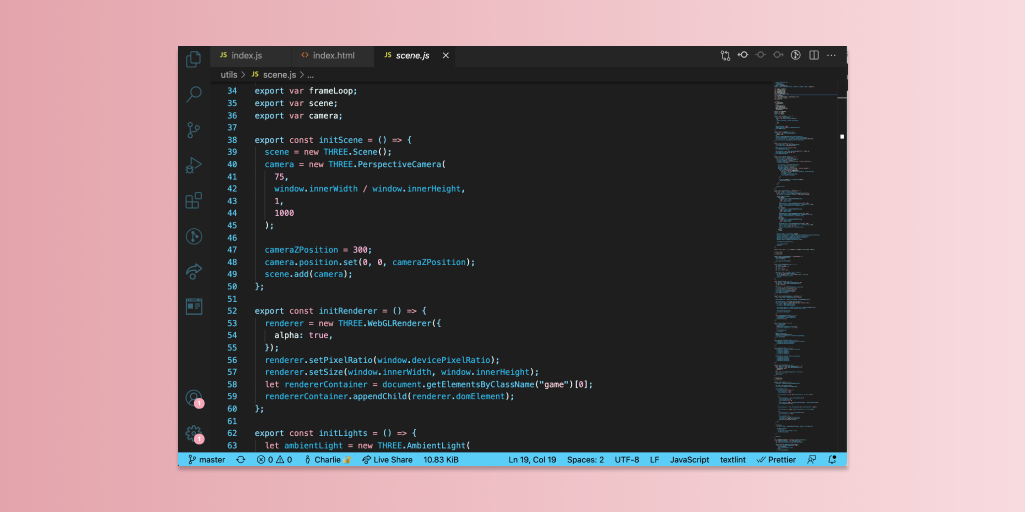 JS index.js <> index.html JS scene.js ×
utils > JS scene.js > ...
34 export var frameLoop;
35 export var scene;
36 export var camera;
37
38 export const initScene = () => {
39 scene = new THREE.Scene();
40 camera = new THREE.PerspectiveCamera(
41 75,
42 window.innerWidth / window.innerHeight,
43 1,
44 1000
45 );
46
47 cameraZPosition = 300;
48 camera.position.set(0, 0, cameraZPosition);
49 scene.add(camera);
50 };
51
52 export const initRenderer = () => {
53 renderer = new THREE.WebGLRenderer({
54 alpha: true,
55 });
56 renderer.setPixelRatio(window.devicePixelRatio);
57 renderer.setSize(window.innerWidth, window.innerHeight);
58 let rendererContainer = document.getElementsByClassName("game")[0];
59 rendererContainer.appendChild(renderer.domElement);
60 };
61
62 export const initLights = () => {
63 let ambientLight = new THREE.AmbientLight(
1
1
master 0 0 Charlie Live Share 10.83 KiB Ln 19, Col 19 Spaces: 2 UTF-8 LF JavaScript textlint Prettier